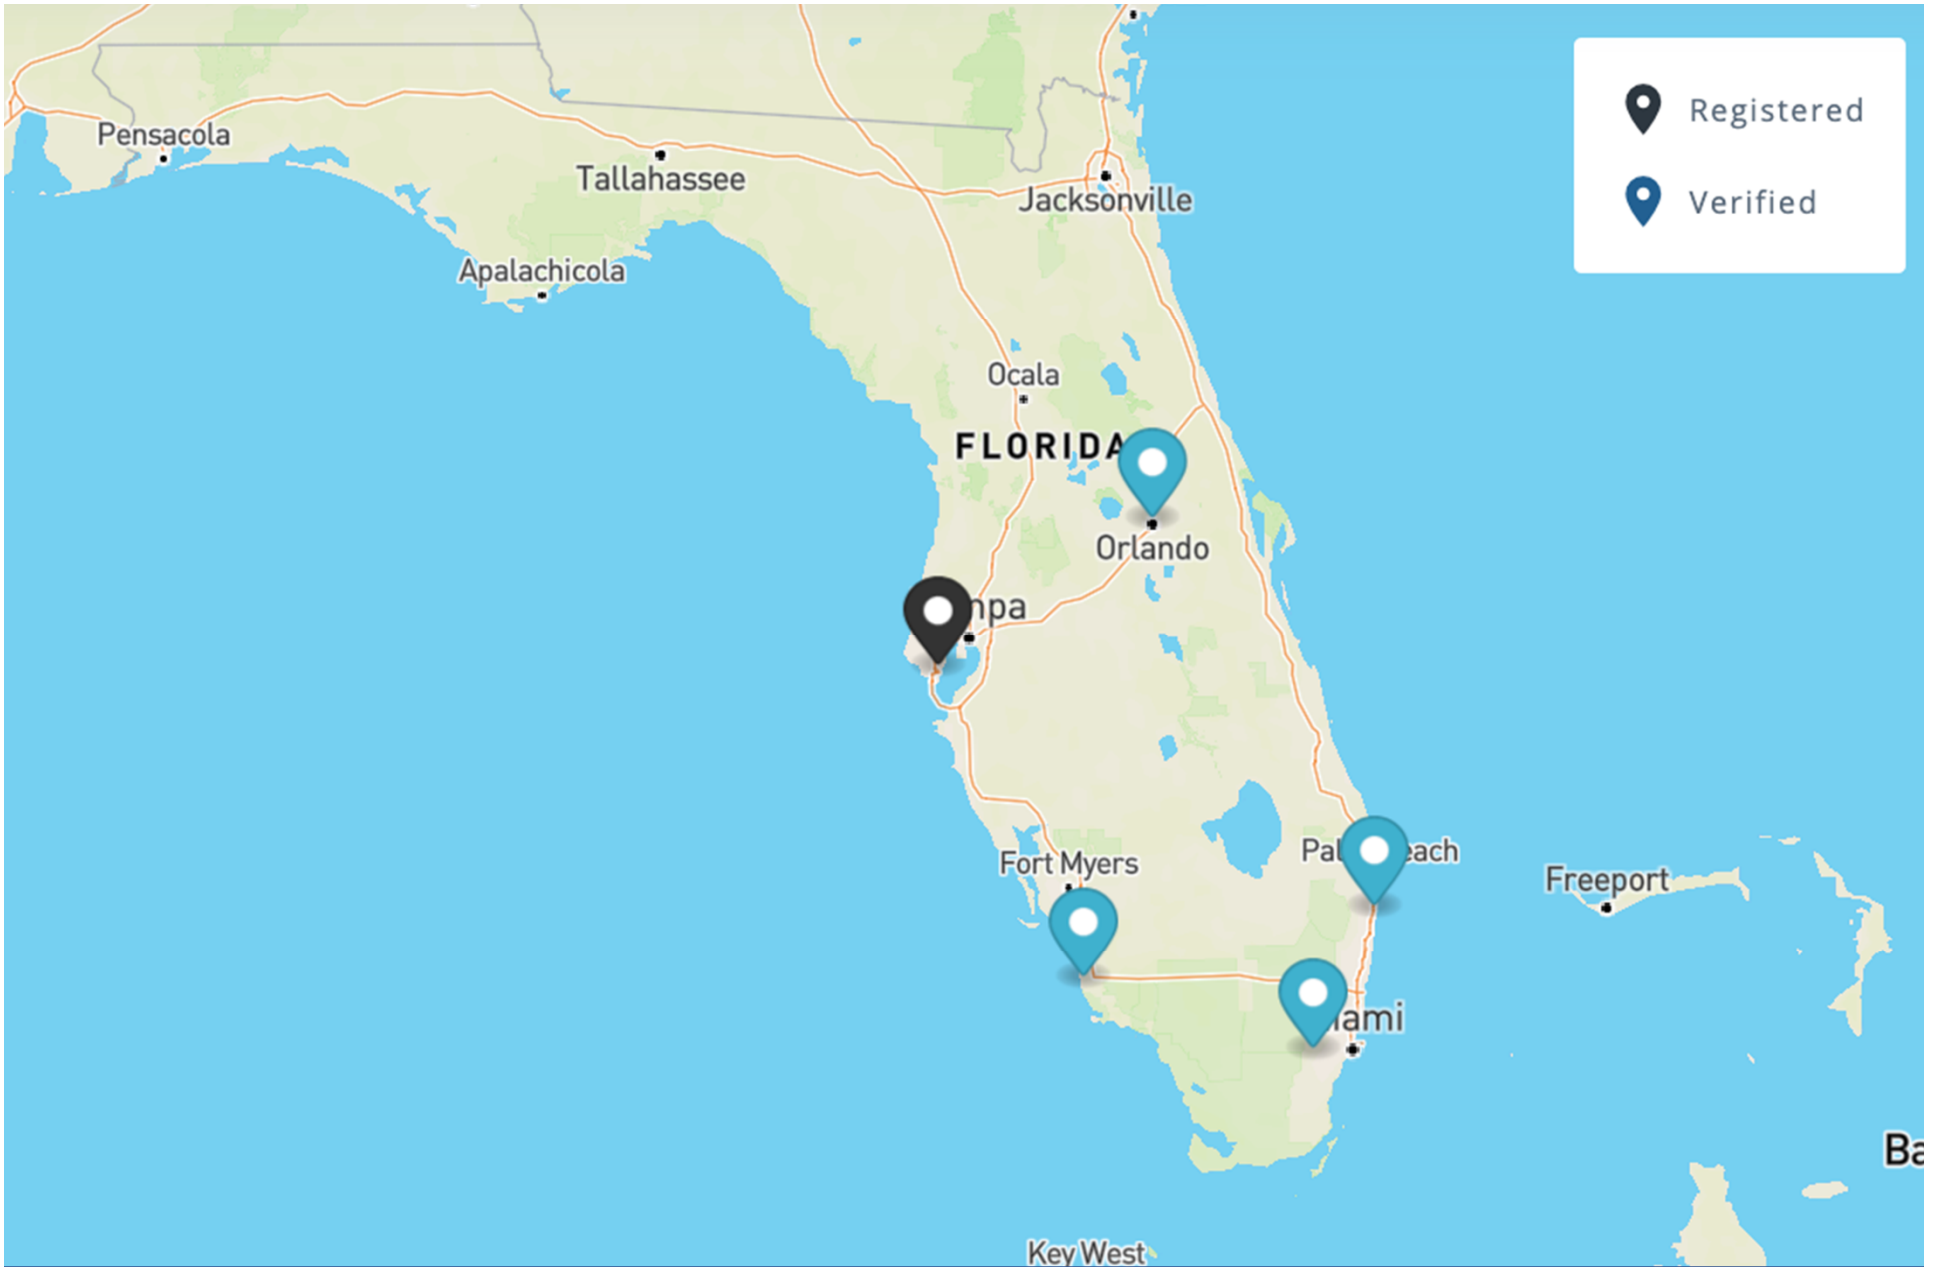 Registered
Verified
Pensacola
Tallahassee
Jacksonville
Apalachicola
Ocala
FLORIDA
Orlando
Fort Myers
Freeport
Key West